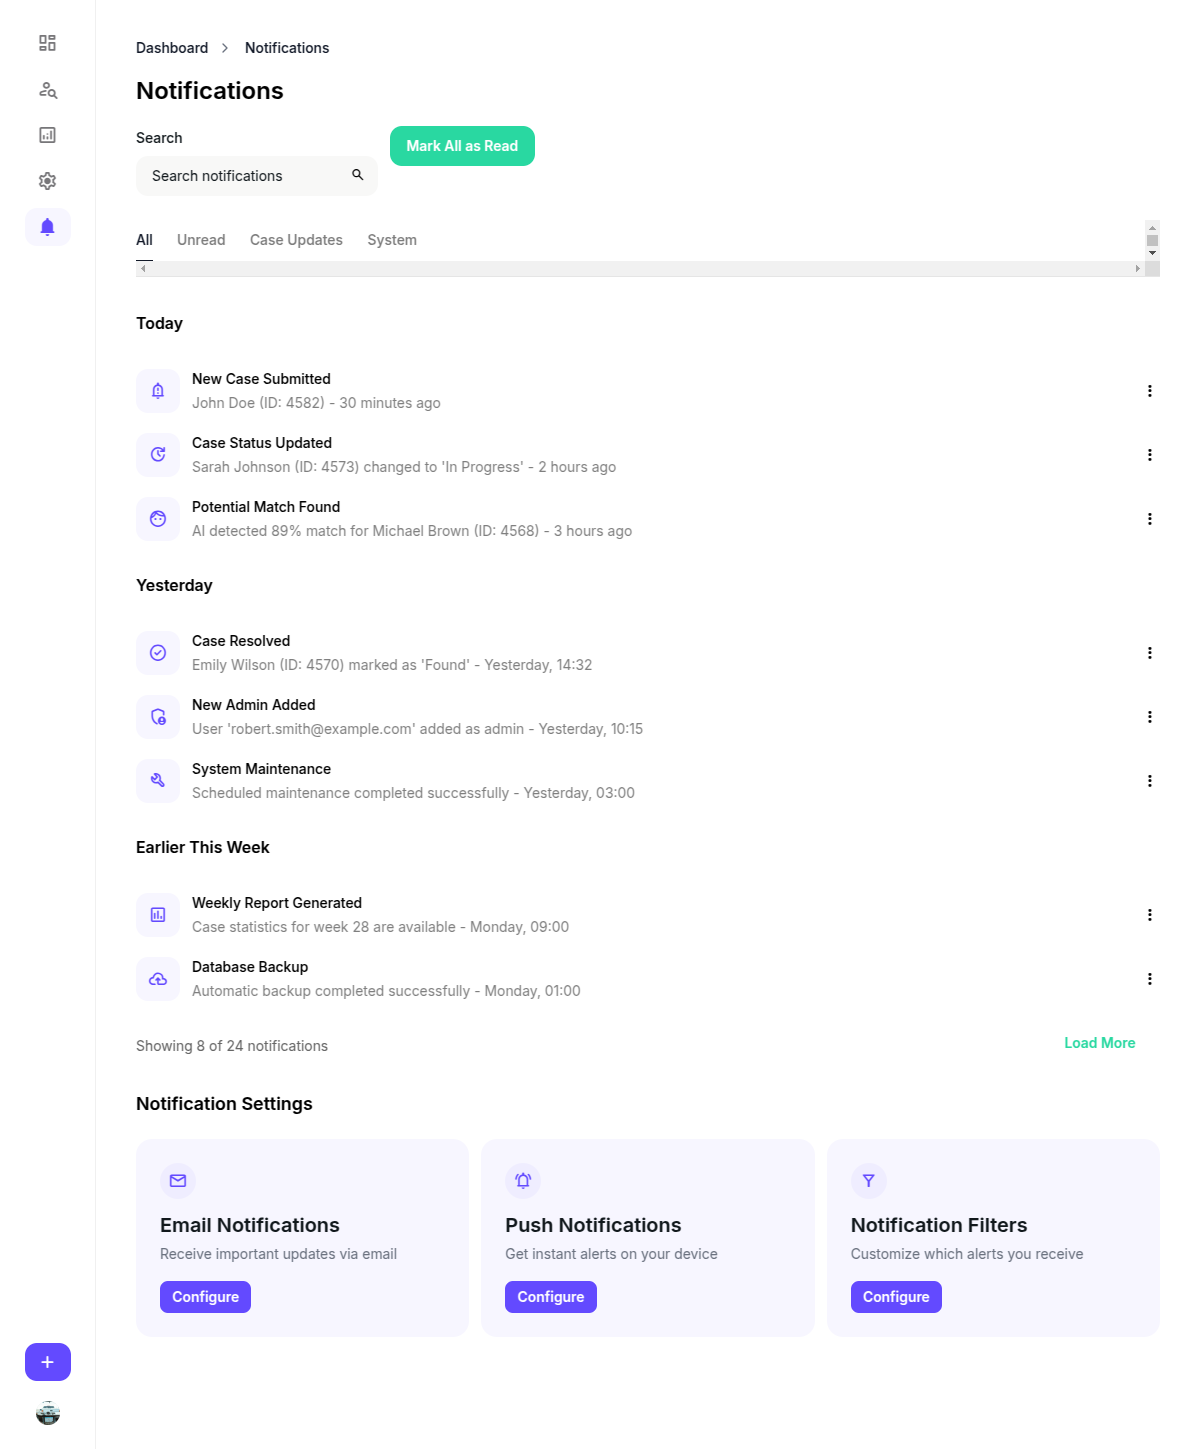 Dashboard
Notifications
Notifications
Search
Mark All as Read
Search notifications
All
Unread
Case Updates
System
Today
New Case Submitted
John Doe (ID: 4582) - 30 minutes ago
Case Status Updated
Sarah Johnson (ID: 4573) changed to 'In Progress' - 2 hours ago
Potential Match Found
AI detected 89% match for Michael Brown (ID: 4568) - 3 hours ago
Yesterday
Case Resolved
Emily Wilson (ID: 4570) marked as 'Found' - Yesterday, 14:32
New Admin Added
User 'robert.smith@example.com' added as admin - Yesterday, 10:15
System Maintenance
Scheduled maintenance completed successfully - Yesterday, 03:00
Earlier This Week
Weekly Report Generated
Case statistics for week 28 are available - Monday, 09:00
Database Backup
Automatic backup completed successfully - Monday, 01:00
Showing 8 of 24 notifications
Load More
Notification Settings
Email Notifications
Receive important updates via email
Configure
Push Notifications
Get instant alerts on your device
Configure
Notification Filters
Customize which alerts you receive
Configure